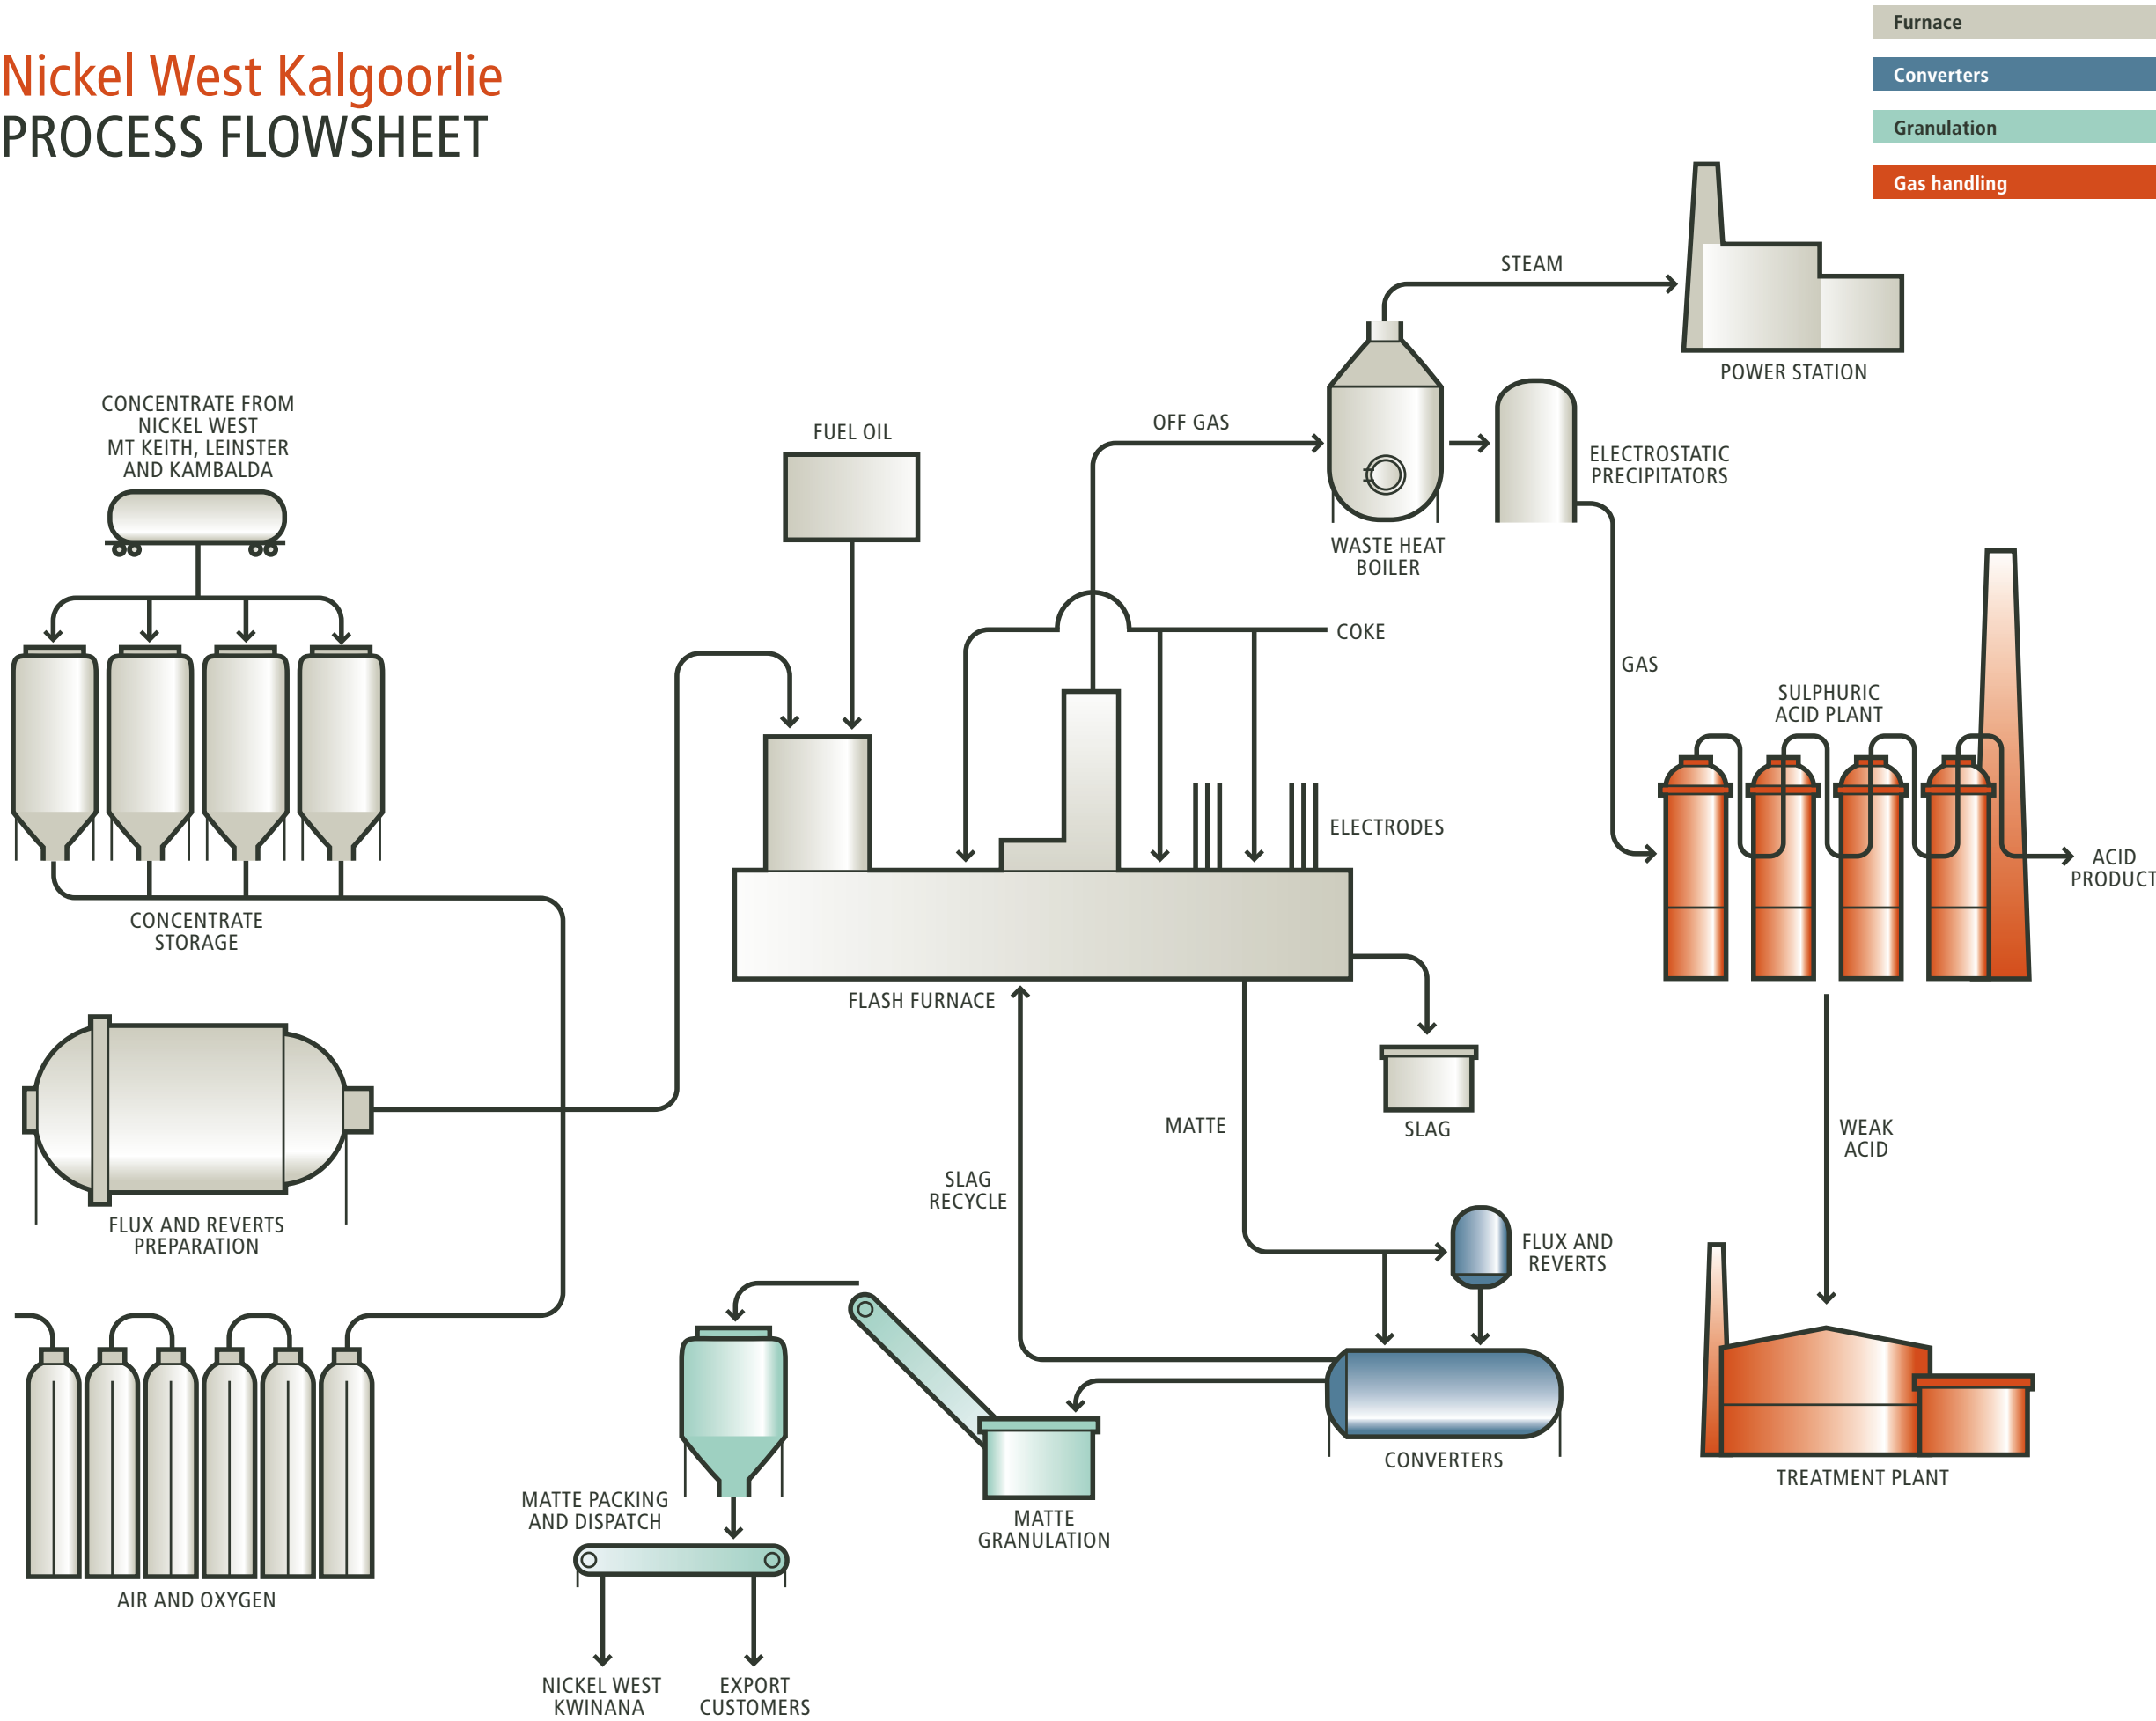 Nickel West Kalgoorlie
PROCESS FLOWSHEET
Furnace
Converters
Granulation
Gas handling
STEAM
POWER STATION
CONCENTRATE FROM
NICKEL WEST
MT KEITH, LEINSTER
AND KAMBALDA
FUEL OIL
OFF GAS
ELECTROSTATIC
PRECIPITATORS
WASTE HEAT
BOILER
COKE
GAS
SULPHURIC
ACID PLANT
ELECTRODES
ACID
PRODUCT
CONCENTRATE
STORAGE
FLASH FURNACE
SLAG
MATTE
WEAK
ACID
SLAG
RECYCLE
FLUX AND REVERTS
PREPARATION
FLUX AND
REVERTS
CONVERTERS
TREATMENT PLANT
MATTE PACKING
AND DISPATCH
MATTE
GRANULATION
AIR AND OXYGEN
NICKEL WEST
KWINANA
EXPORT
CUSTOMERS